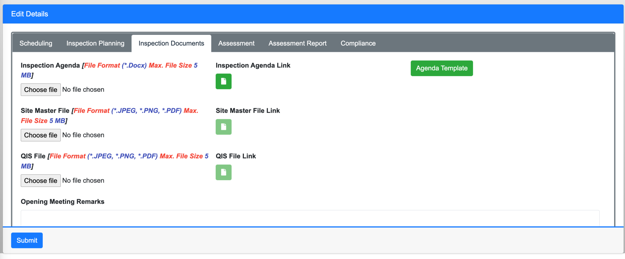 Edit Details
Scheduling Inspection Planning Inspection Documents Assessment Assessment Report Compliance
Inspection Agenda [File Format (*.Docx) Max. File Size 5
MB]
Inspection Agenda Link
Agenda Template
Choose file No file chosen
Site Master File [File Format (*.JPEG, *.PNG, *.PDF) Max.
File Size 5 MB]
Site Master File Link
Choose file No file chosen
QIS File [File Format (*.JPEG, *.PNG, *.PDF) Max. File Size 5
MB]
QIS File Link
Choose file No file chosen
Opening Meeting Remarks
Submit